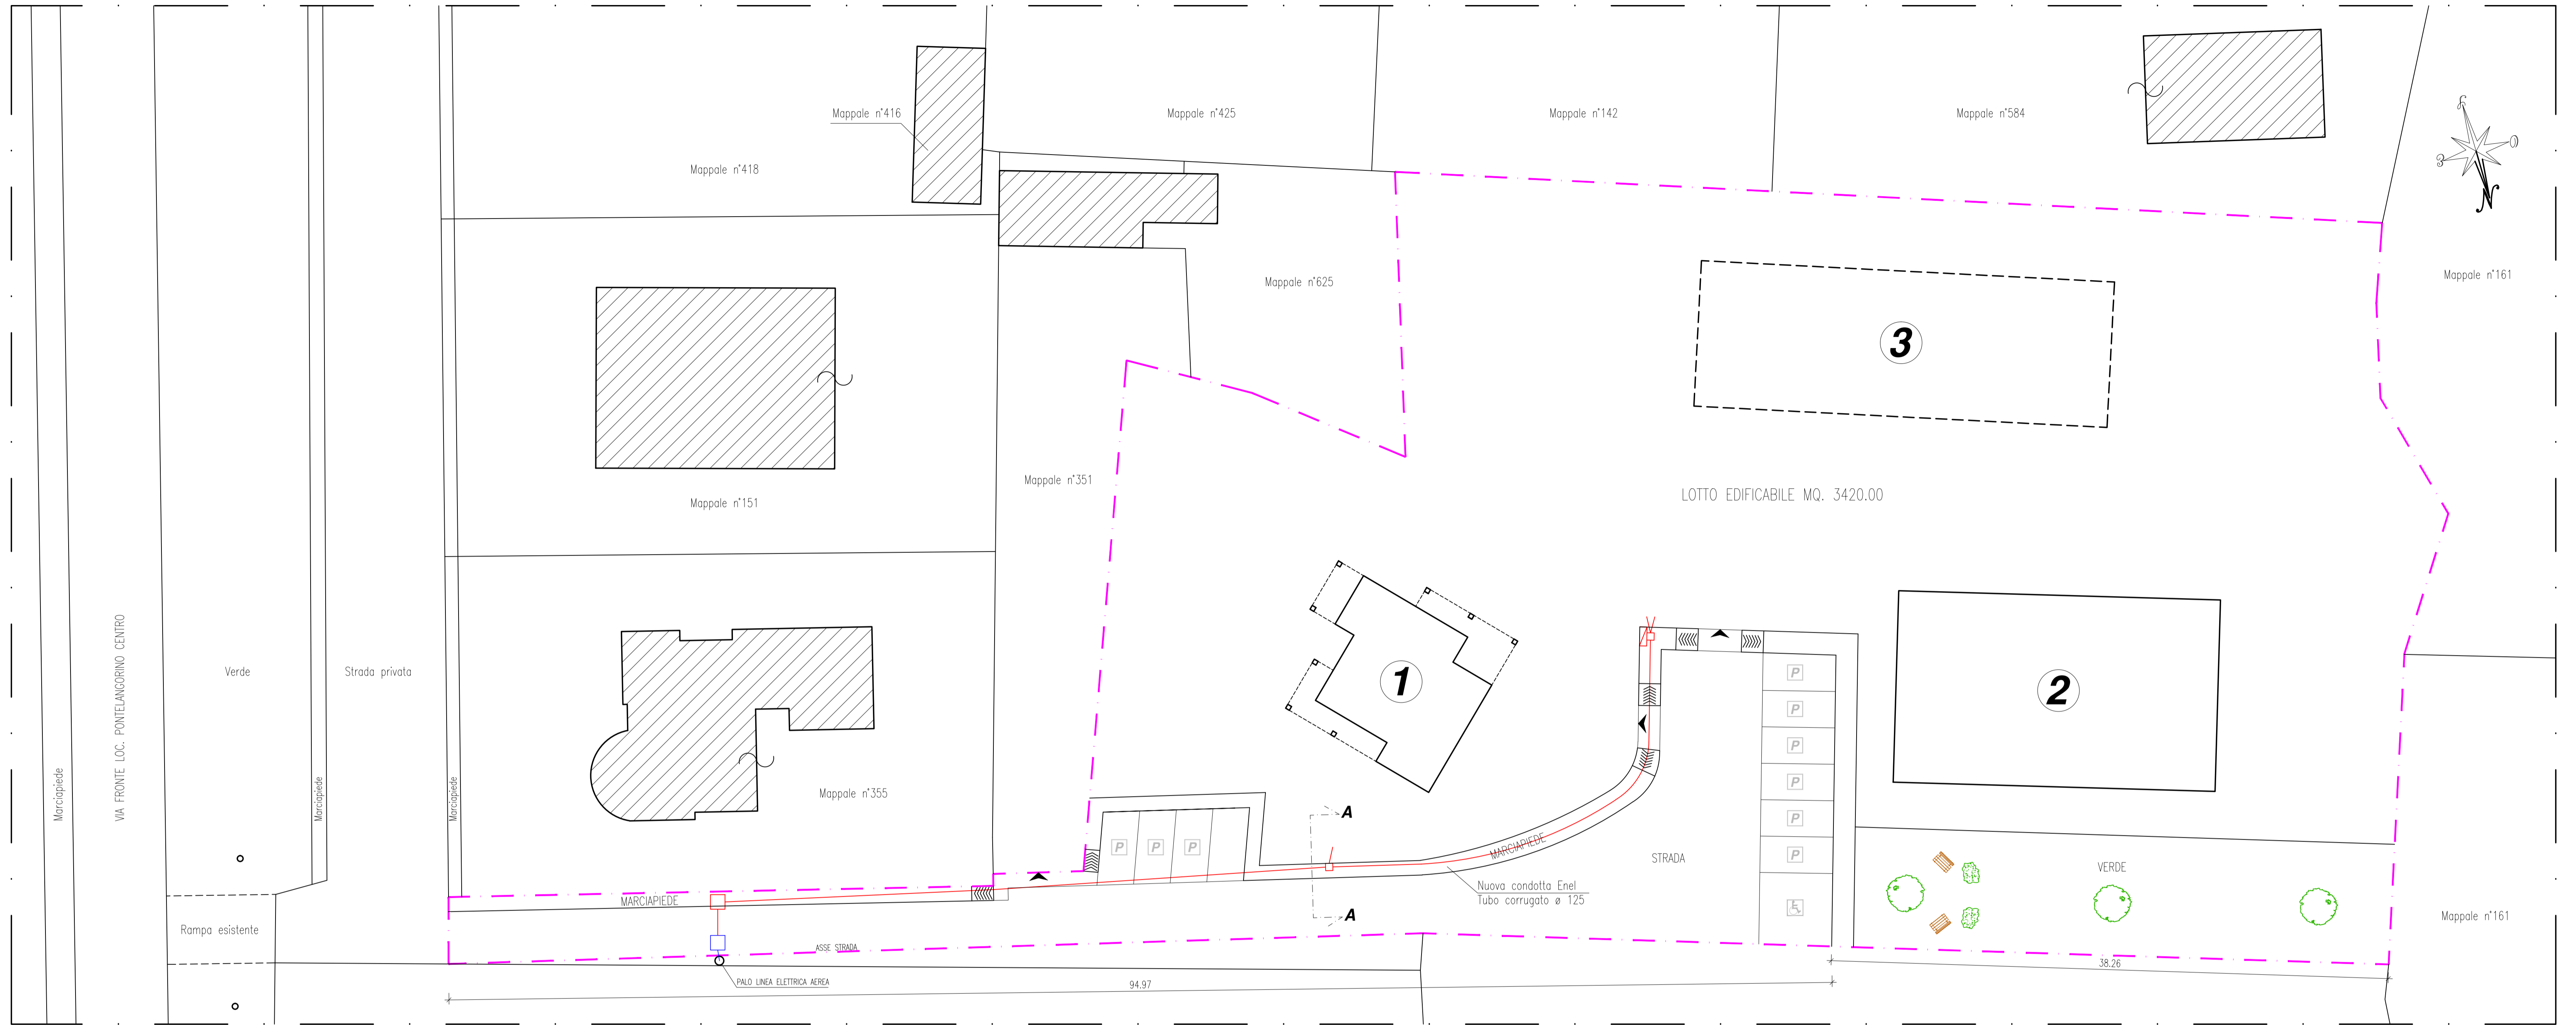 Mappale n°416
Mappale n°425
Mappale n°142
Mappale n°584
Mappale n°418
E
O
S
N
Mappale n°625
Mappale n°161
3
Mappale n°351
LOTTO EDIFICABILE MQ. 3420.00
Mappale n°151
VIA FRONTE LOC. PONTELANGORINO CENTRO
Verde
Strada privata
Marciapiede
Marciapiede
Marciapiede
Mappale n°355
1
2
P
P
P
P
P
P
P
P
P
A
A
MARCIAPIEDE
STRADA
VERDE
Nuova condotta Enel
Tubo corrugato ø 125
MARCIAPIEDE
Mappale n°161
Rampa esistente
ASSE STRADA
PALO LINEA ELETTRICA AEREA
94.97
38.26